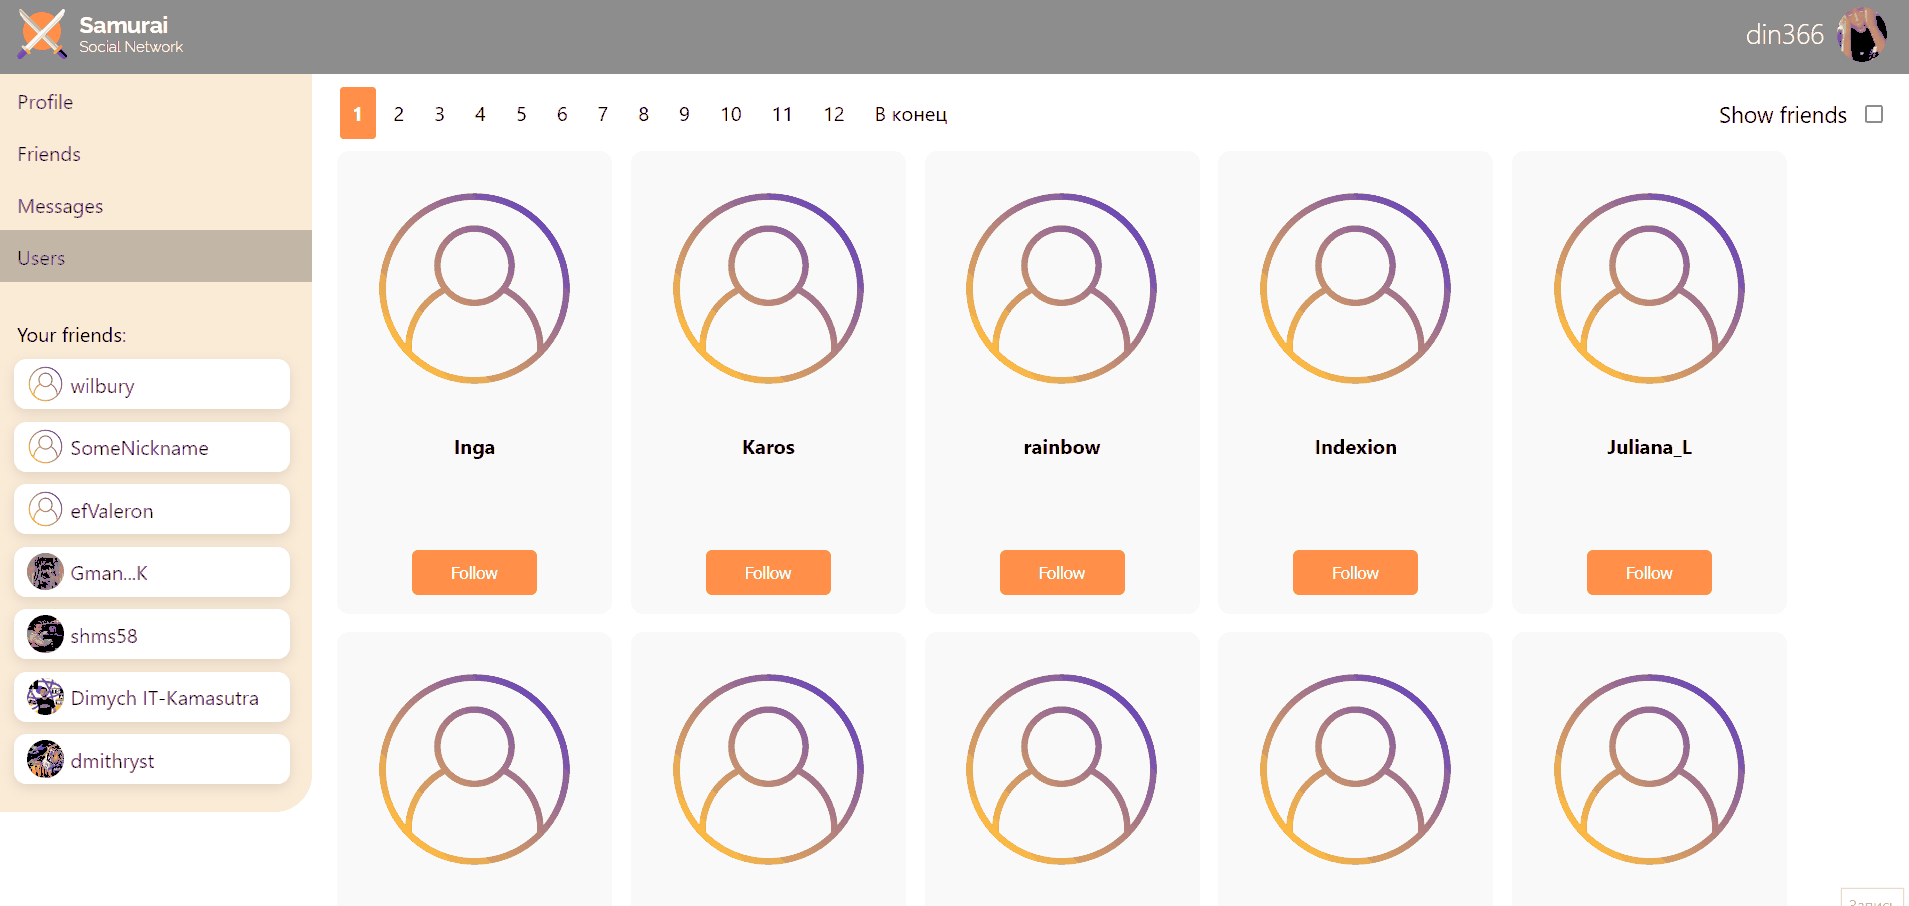 Samurai
Social Network
din366
Profile
Friends
Messages
Users
Your friends:
wilbury
SomeNickname
efValeron
Gman...K
shms58
Dimych IT-Kamasutra
dmithryst
1 2 3 4 5 6 7 8 9 10 11 12 В конец
Show friends
Inga Karos rainbow Indexion Juliana_L
Follow Follow Follow Follow Follow